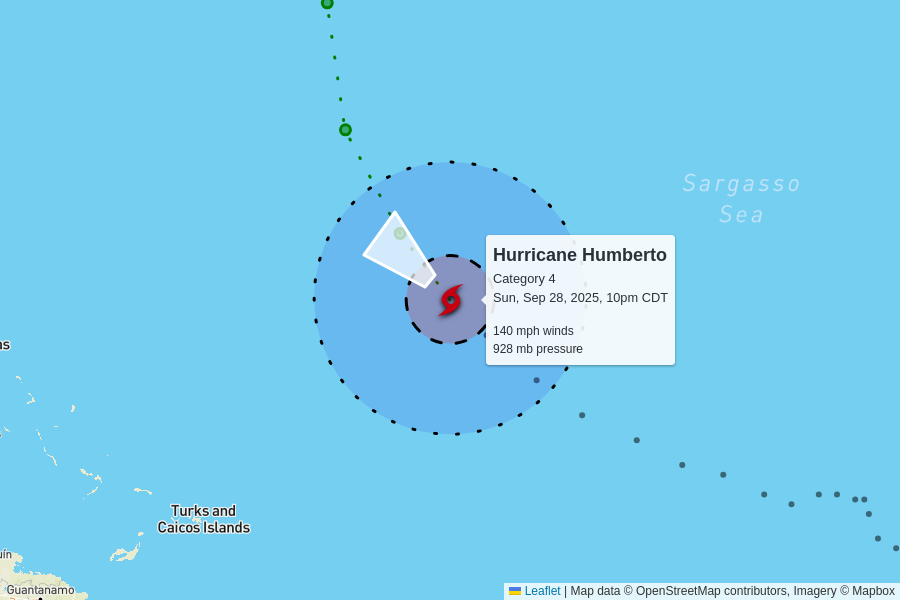 Sargasso
Sea
Hurricane Humberto
Category 4
Sun, Sep 28, 2025, 10pm CDT
140 mph winds
928 mb pressure
as
Turks and
Caicos Islands
uín
Guantanamo
Leaflet | Map data © OpenStreetMap contributors, Imagery © Mapbox